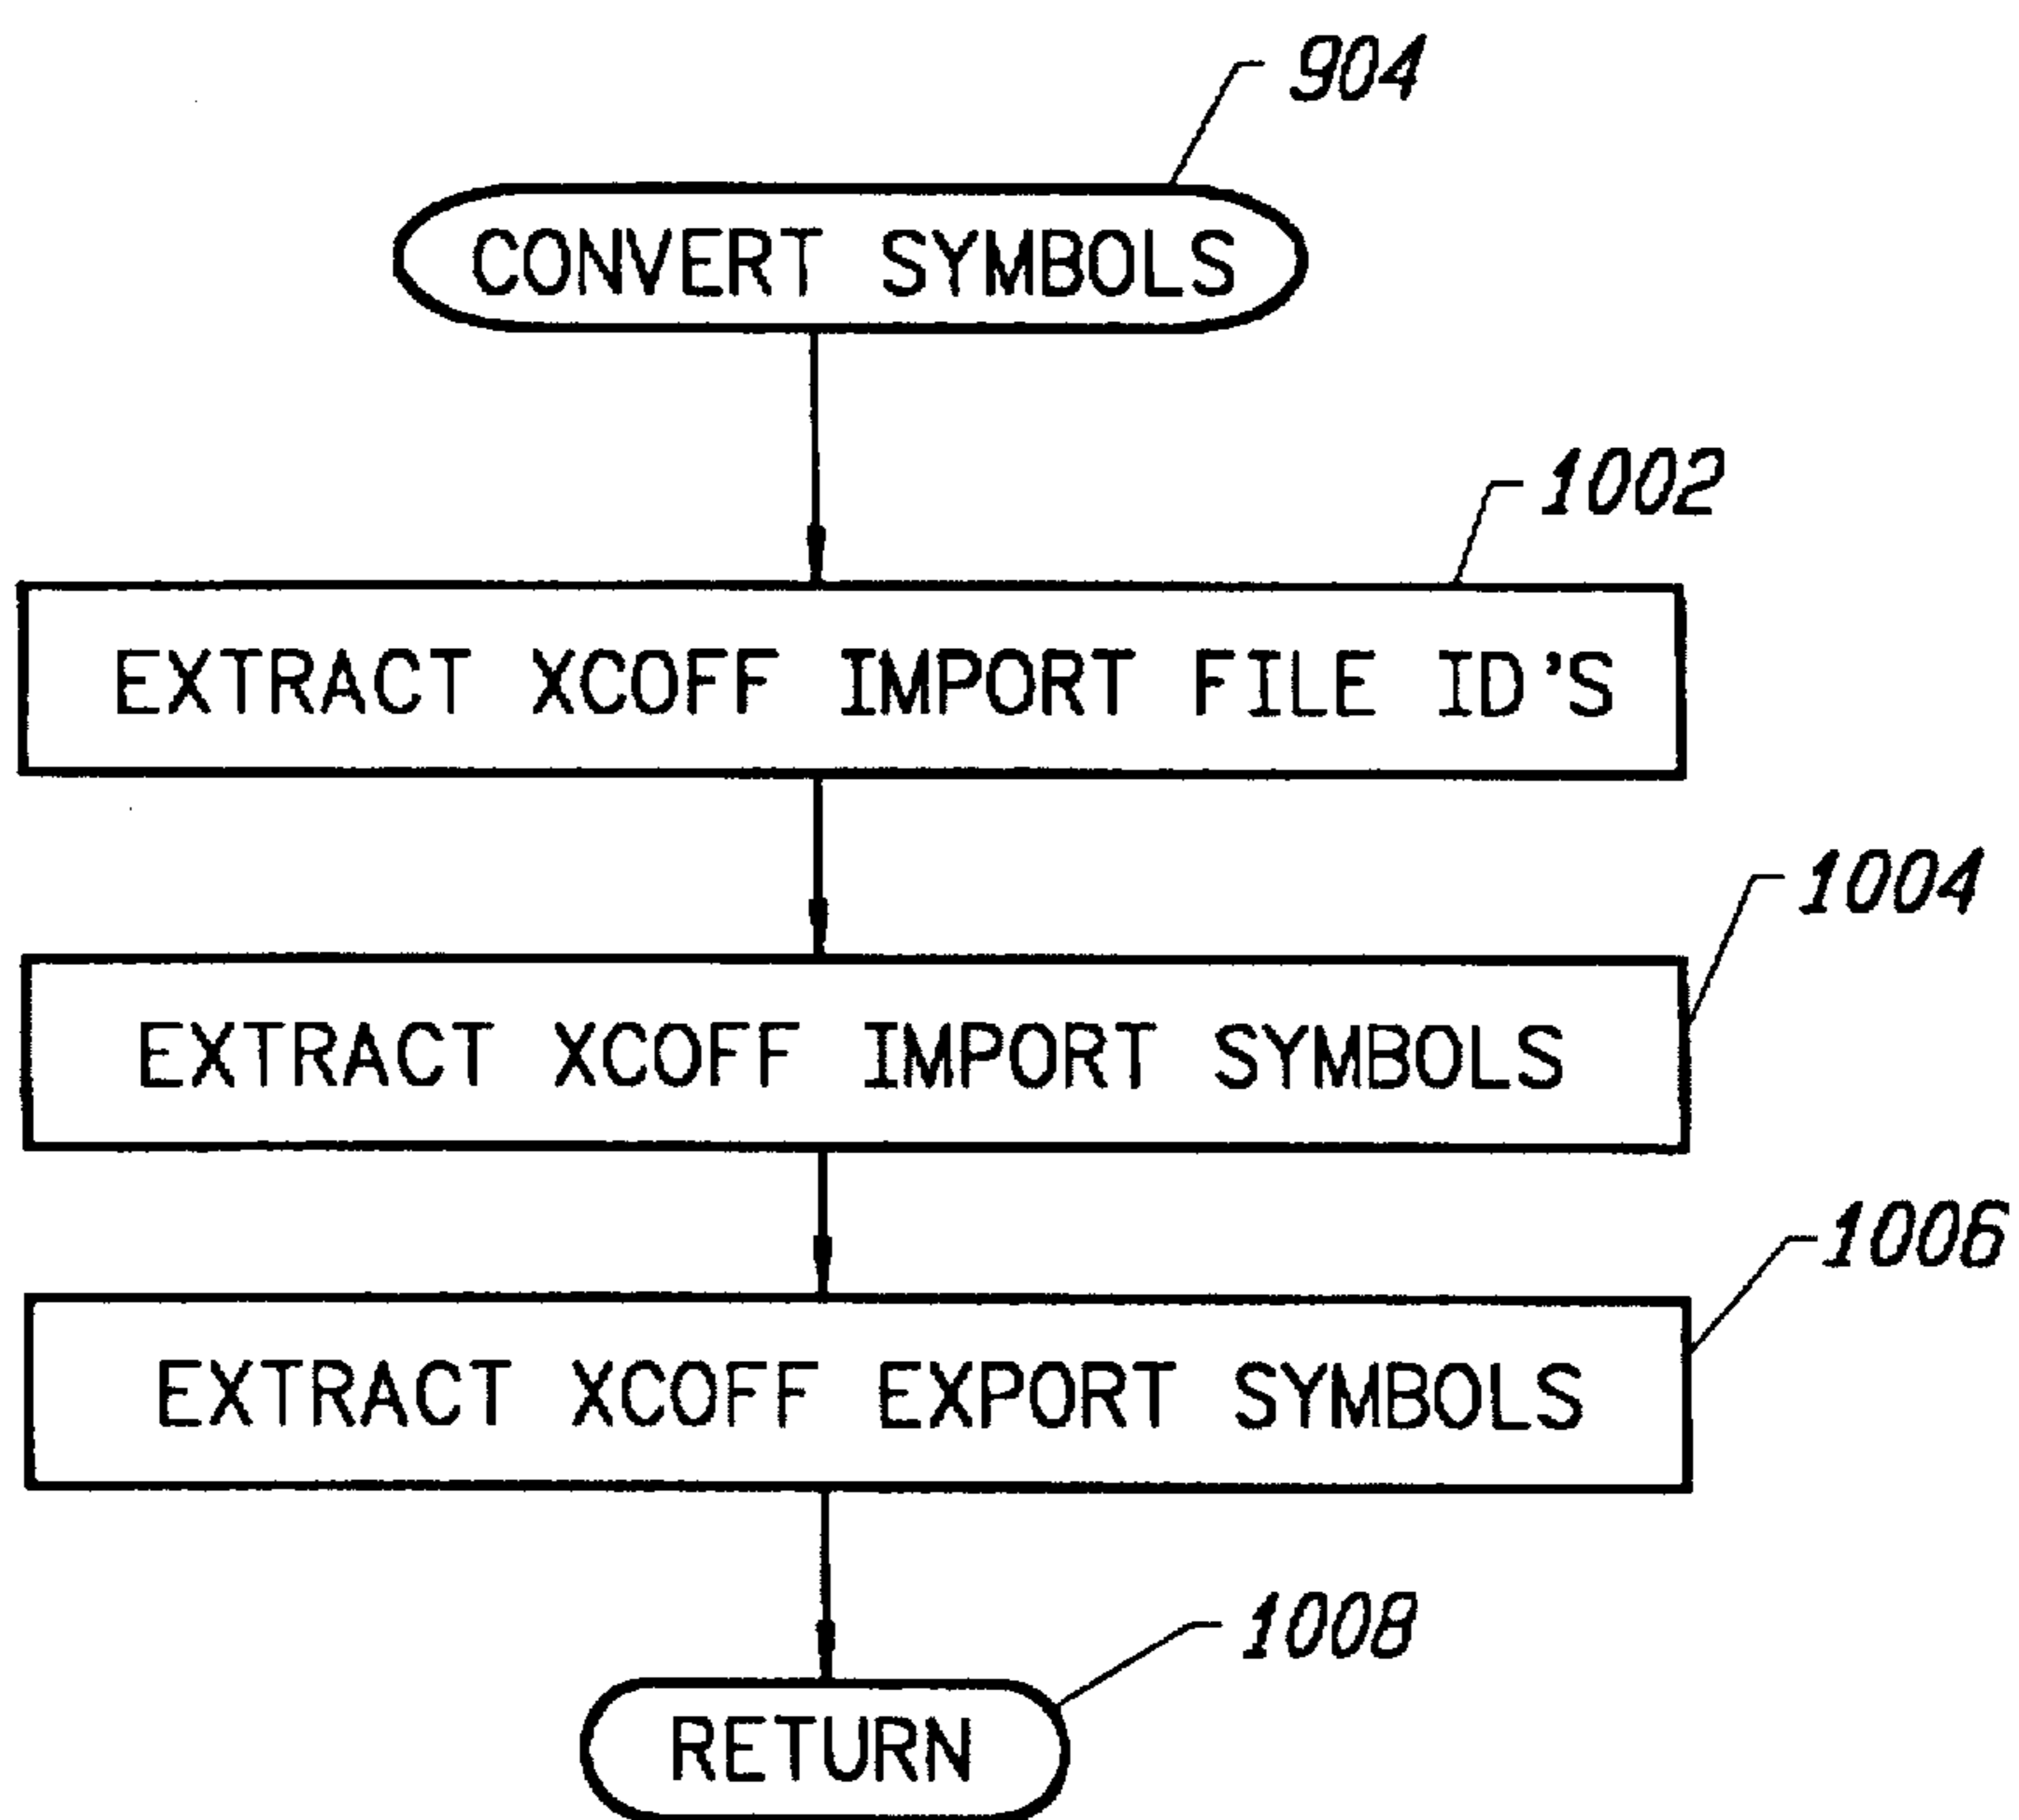 904
CONVERT SYMBOLS
1002
EXTRACT XCOFF IMPORT FILE ID'S
1004
EXTRACT XCOFF IMPORT SYMBOLS
1006
EXTRACT XCOFF EXPORT SYMBOLS
1008
RETURN